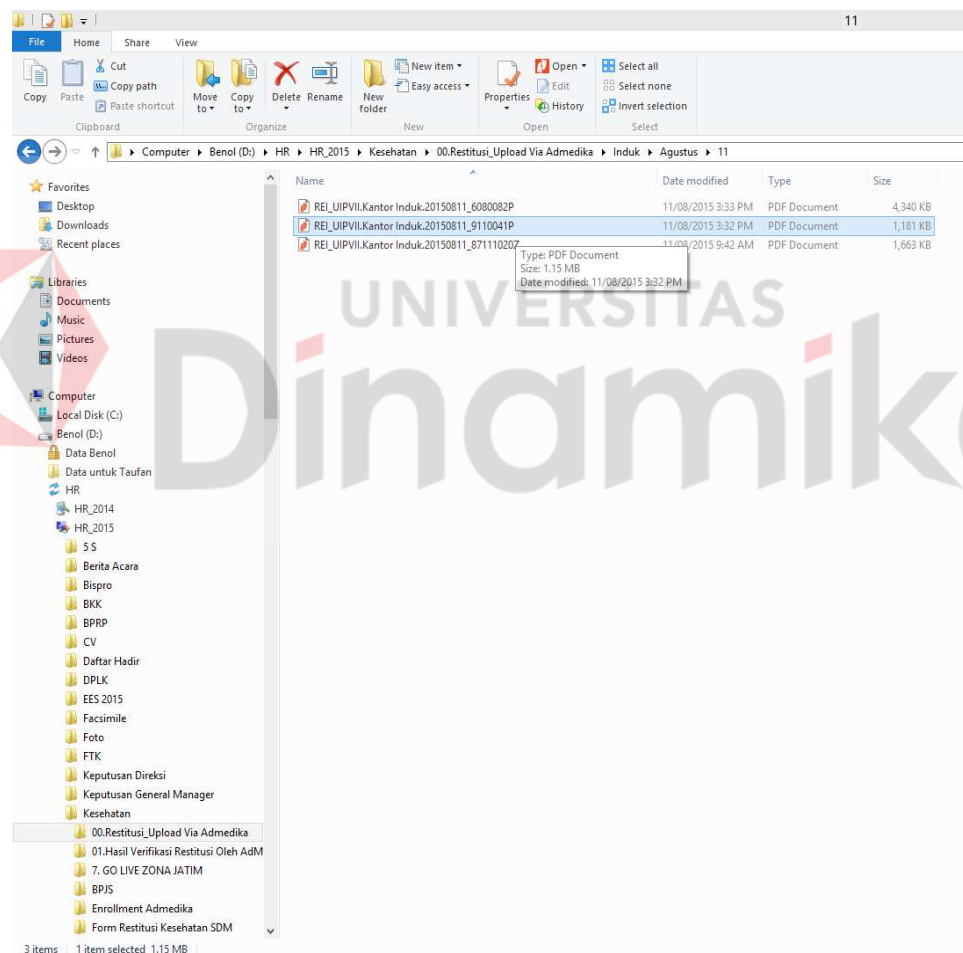 11
File Home Share View
Cut
Copy path
Paste shortcut
Copy Paste
Move to Copy to
Delete Rename
New item
Easy access
New folder
Properties
Open
Edit
History
Select all
Select none
Invert selection
Clipboard Organize New Open Select
Computer Benol (D:) HR HR_2015 Kesehatan 00.Restitusi_Upload Via Admedika Induk Agustus 11
Name Date modified Type Size
REI_UIPVII.Kantor Induk.20150811_6080082P 11/08/2015 3:33 PM PDF Document 4,340 KB
REI_UIPVII.Kantor Induk.20150811_9110041P 11/08/2015 3:32 PM PDF Document 1,181 KB
REI_UIPVII.Kantor Induk.20150811_8711102OZ 11/08/2015 9:42 AM PDF Document 1,663 KB
Type: PDF Document
Size: 1.15 MB
Date modified: 11/08/2015 3:32 PM
UNIVERSITAS
Dinamika
Favorites
Desktop
Downloads
Recent places
Libraries
Documents
Music
Pictures
Videos
Computer
Local Disk (C:)
Benol (D:)
Data Benol
Data untuk Taufan
HR
HR_2014
HR_2015
5 S
Berita Acara
Bispro
BKK
BPRP
CV
Daftar Hadir
DPLK
EES 2015
Facsimile
Foto
FTK
Keputusan Direksi
Keputusan General Manager
Kesehatan
00.Restitusi_Upload Via Admedika
01.Hasil Verifikasi Restitusi Oleh AdM
7. GO LIVE ZONA JATIM
BPJS
Enrollment Admedika
Form Restitusi Kesehatan SDM
3 items 1 item selected 1.15 MB